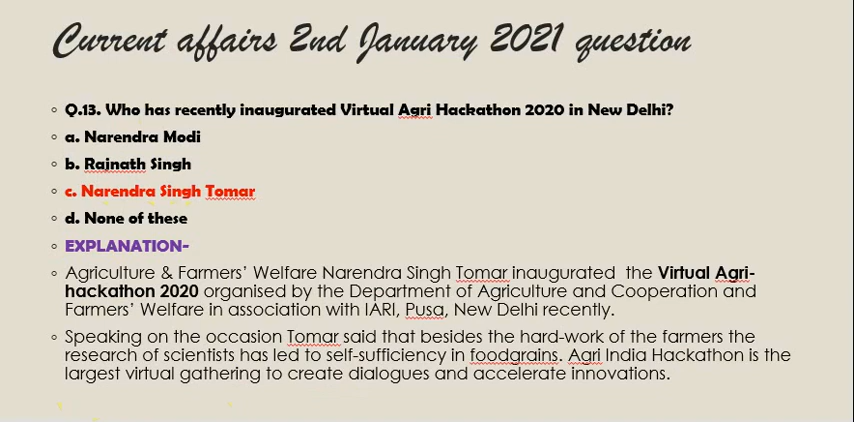 Current affairs 2nd January 2021 question
◦ Q.13. Who has recently inaugurated Virtual Agri Hackathon 2020 in New Delhi?
◦ a. Narendra Modi
◦ b. Rajnath Singh
◦ c. Narendra Singh Tomar
◦ d. None of these
◦ EXPLANATION-
◦ Agriculture & Farmers’ Welfare Narendra Singh Tomar inaugurated the Virtual Agri-
hackathon 2020 organised by the Department of Agriculture and Cooperation and
Farmers’ Welfare in association with IARI, Pusa, New Delhi recently.
◦ Speaking on the occasion Tomar said that besides the hard-work of the farmers the
research of scientists has led to self-sufficiency in foodgrains. Agri India Hackathon is the
largest virtual gathering to create dialogues and accelerate innovations.